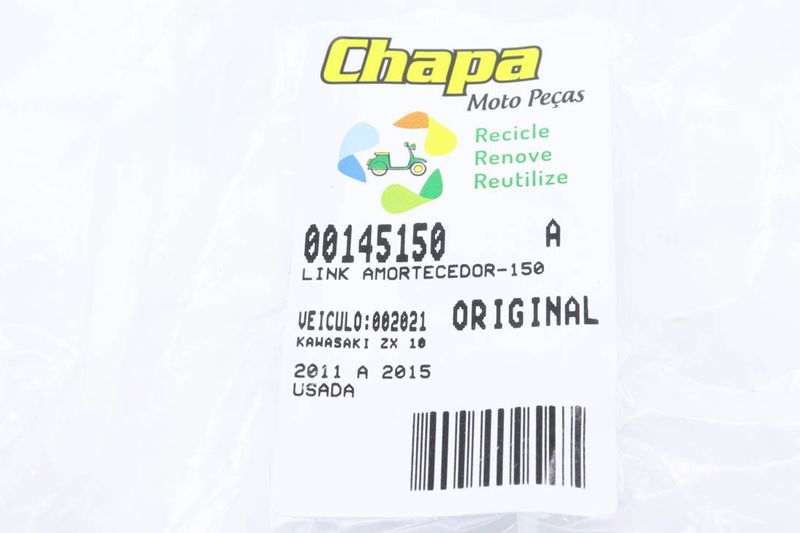 Chapa
Moto Peças
Recicle
Renove
Reutilize
00145150 A
LINK AMORTECEDOR-150
VEICULO:002021 ORIGINAL
KAWASAKI ZX 10
2011 A 2015
USADA